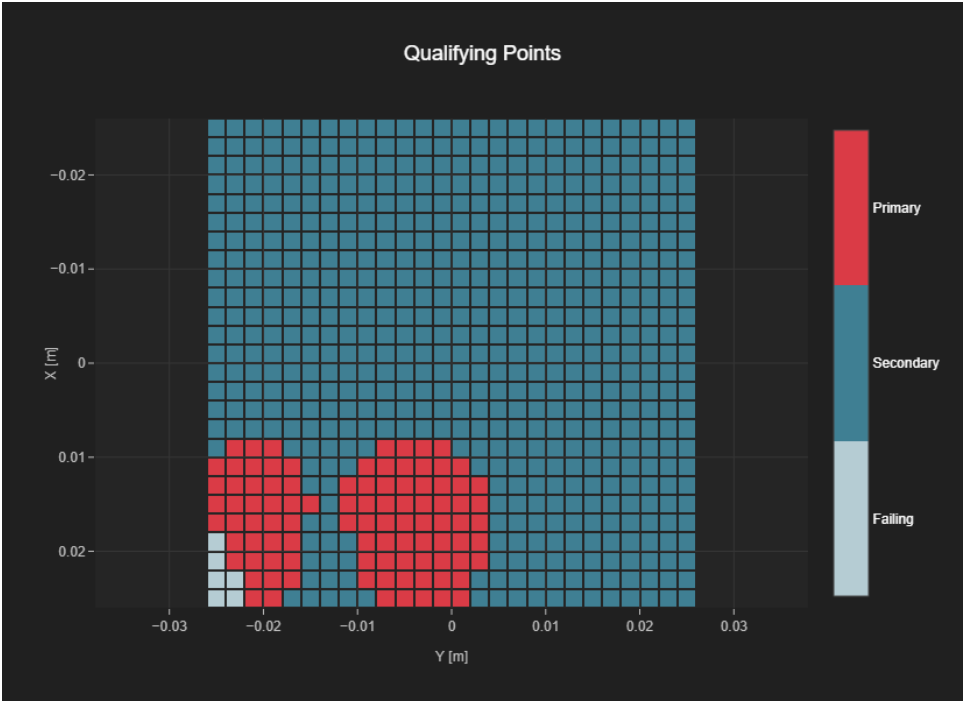 Qualifying Points
−0.02
−0.01
0
0.01
0.02
X [m]
−0.03
−0.02
−0.01
0
0.01
0.02
0.03
Y [m]
Primary
Secondary
Failing